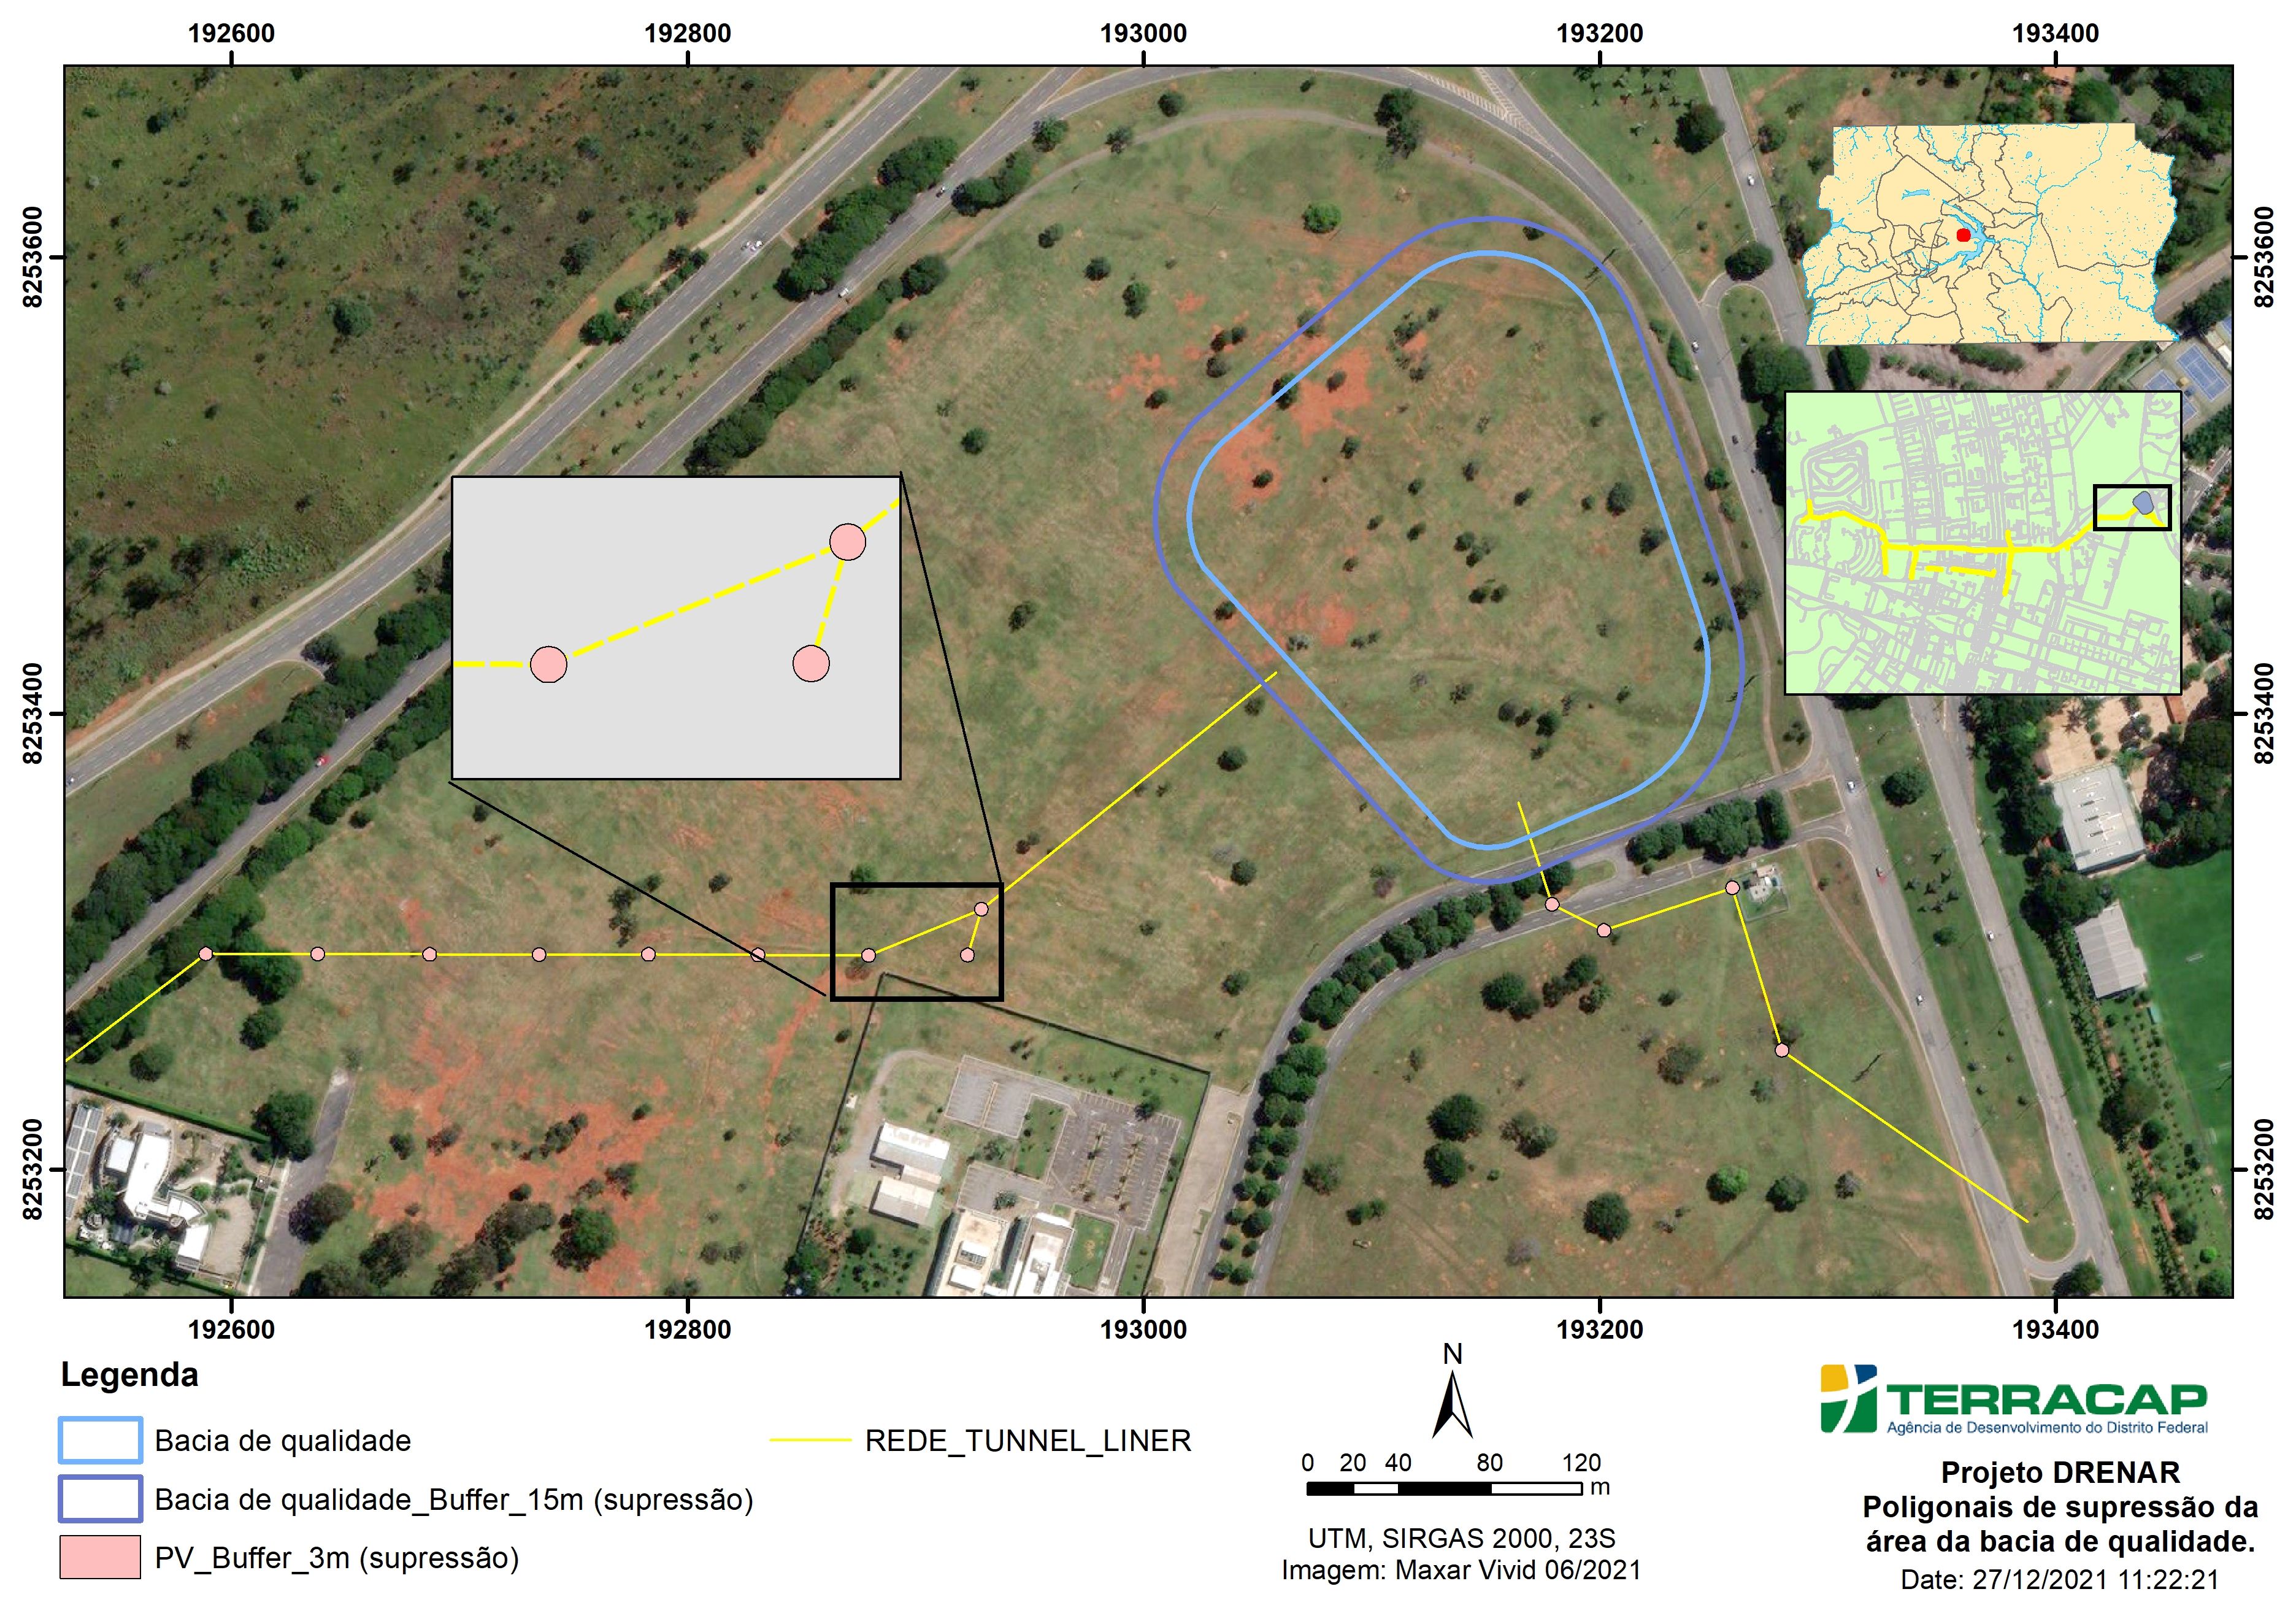 192600 192800 193000 193200 193400
8253600 8253600
8253400 8253400
8253200 8253200
192600 192800 193000 193200 193400
Legenda
Bacia de qualidade
Bacia de qualidade_Buffer_15m (supressão)
PV_Buffer_3m (supressão)
REDE_TUNNEL_LINER
N
0 20 40 80 120
m
UTM, SIRGAS 2000, 23S
Imagem: Maxar Vivid 06/2021
TERRACAP
Agência de Desenvolvimento do Distrito Federal
Projeto DRENAR
Poligonais de supressão da
área da bacia de qualidade.
Date: 27/12/2021 11:22:21